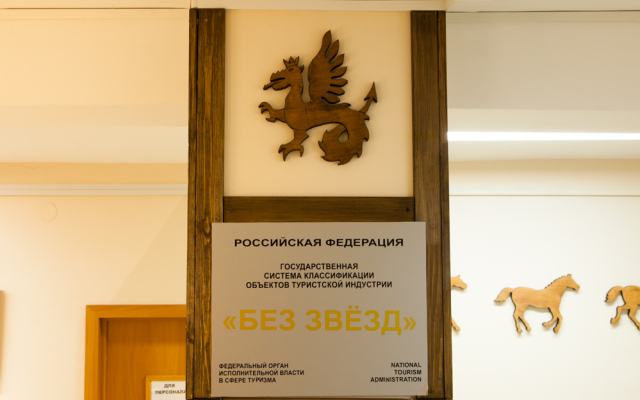 РОССИЙСКАЯ ФЕДЕРАЦИЯ
ГОСУДАРСТВЕННАЯ
СИСТЕМА КЛАССИФИКАЦИИ
ОБЪЕКТОВ ТУРИСТСКОЙ ИНДУСТРИИ
«БЕЗ ЗВЁЗД»
ФЕДЕРАЛЬНЫЙ ОРГАН
ИСПОЛНИТЕЛЬНОЙ ВЛАСТИ
В СФЕРЕ ТУРИЗМА
NATIONAL
TOURISM
ADMINISTRATION
ДЛЯ
ПЕРСОНАЛА